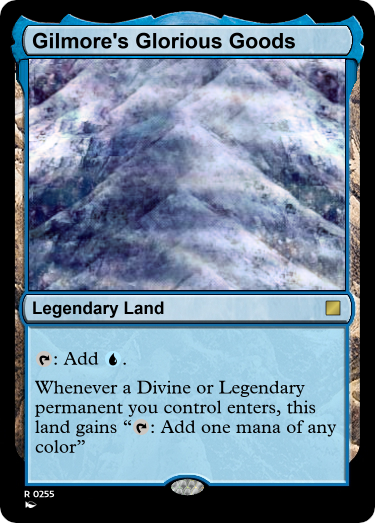 Gilmore's Glorious Goods
Legendary Land
: Add .
Whenever a Divine or Legendary
permanent you control enters, this
land gains “ : Add one mana of any
color”
R 0255